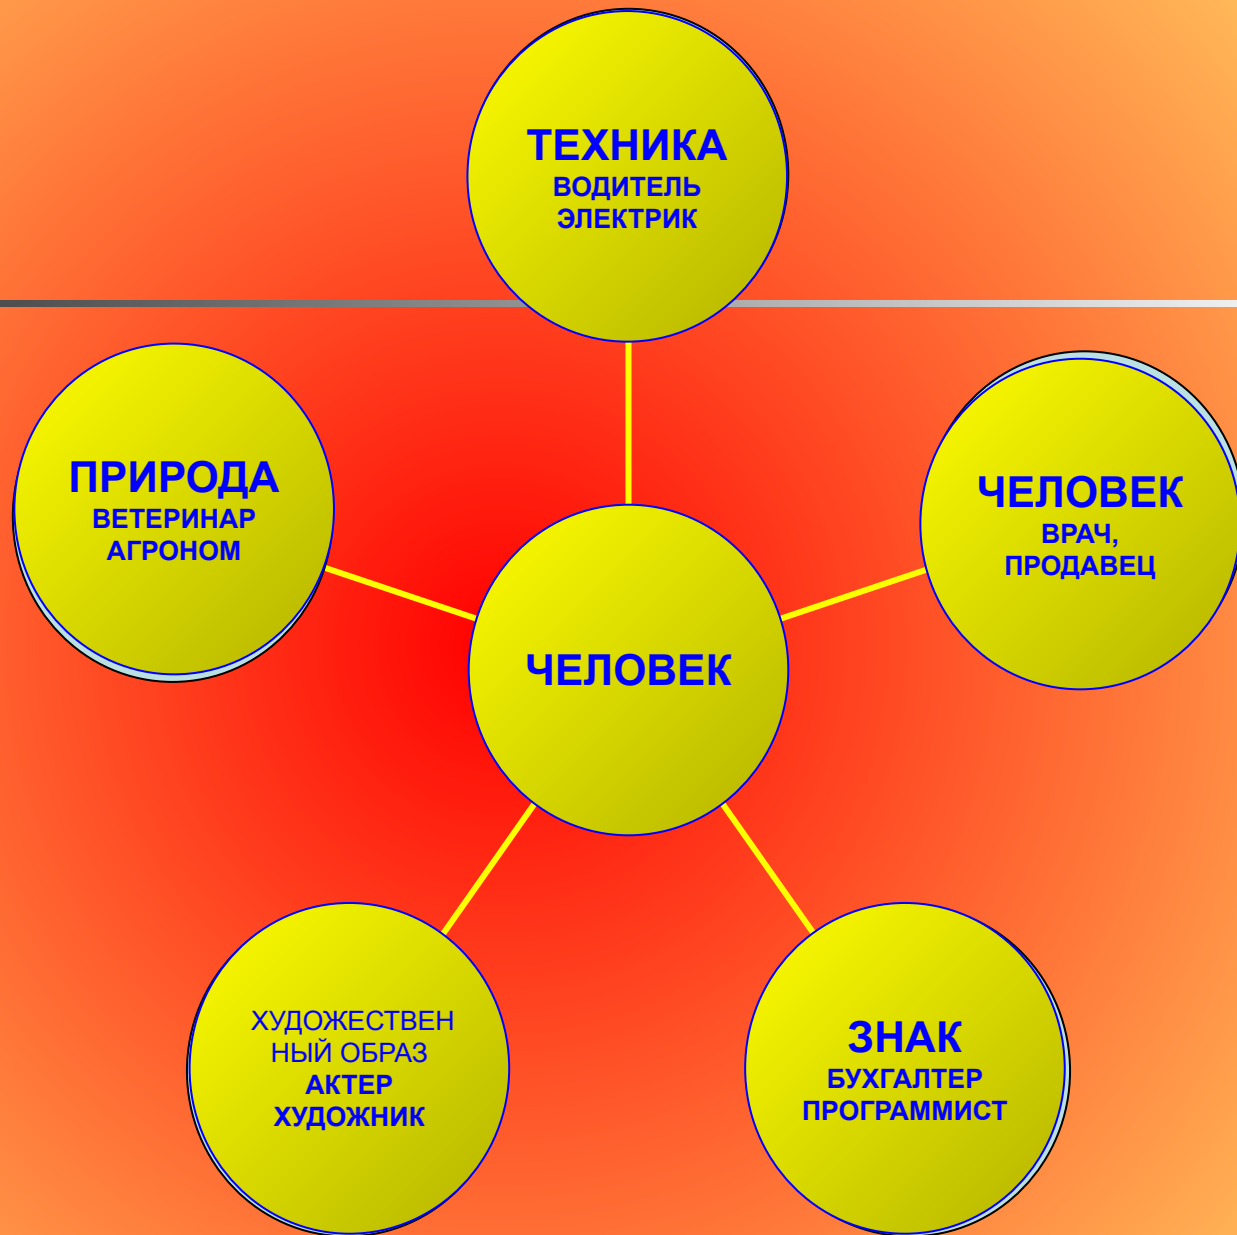 ТЕХНИКА
ВОДИТЕЛЬ
ЭЛЕКТРИК
ПРИРОДА
ВЕТЕРИНАР
АГРОНОМ
ЧЕЛОВЕК
ВРАЧ,
ПРОДАВЕЦ
ЧЕЛОВЕК
ХУДОЖЕСТВЕН
НЫЙ ОБРАЗ
АКТЕР
ХУДОЖНИК
ЗНАК
БУХГАЛТЕР
ПРОГРАММИСТ